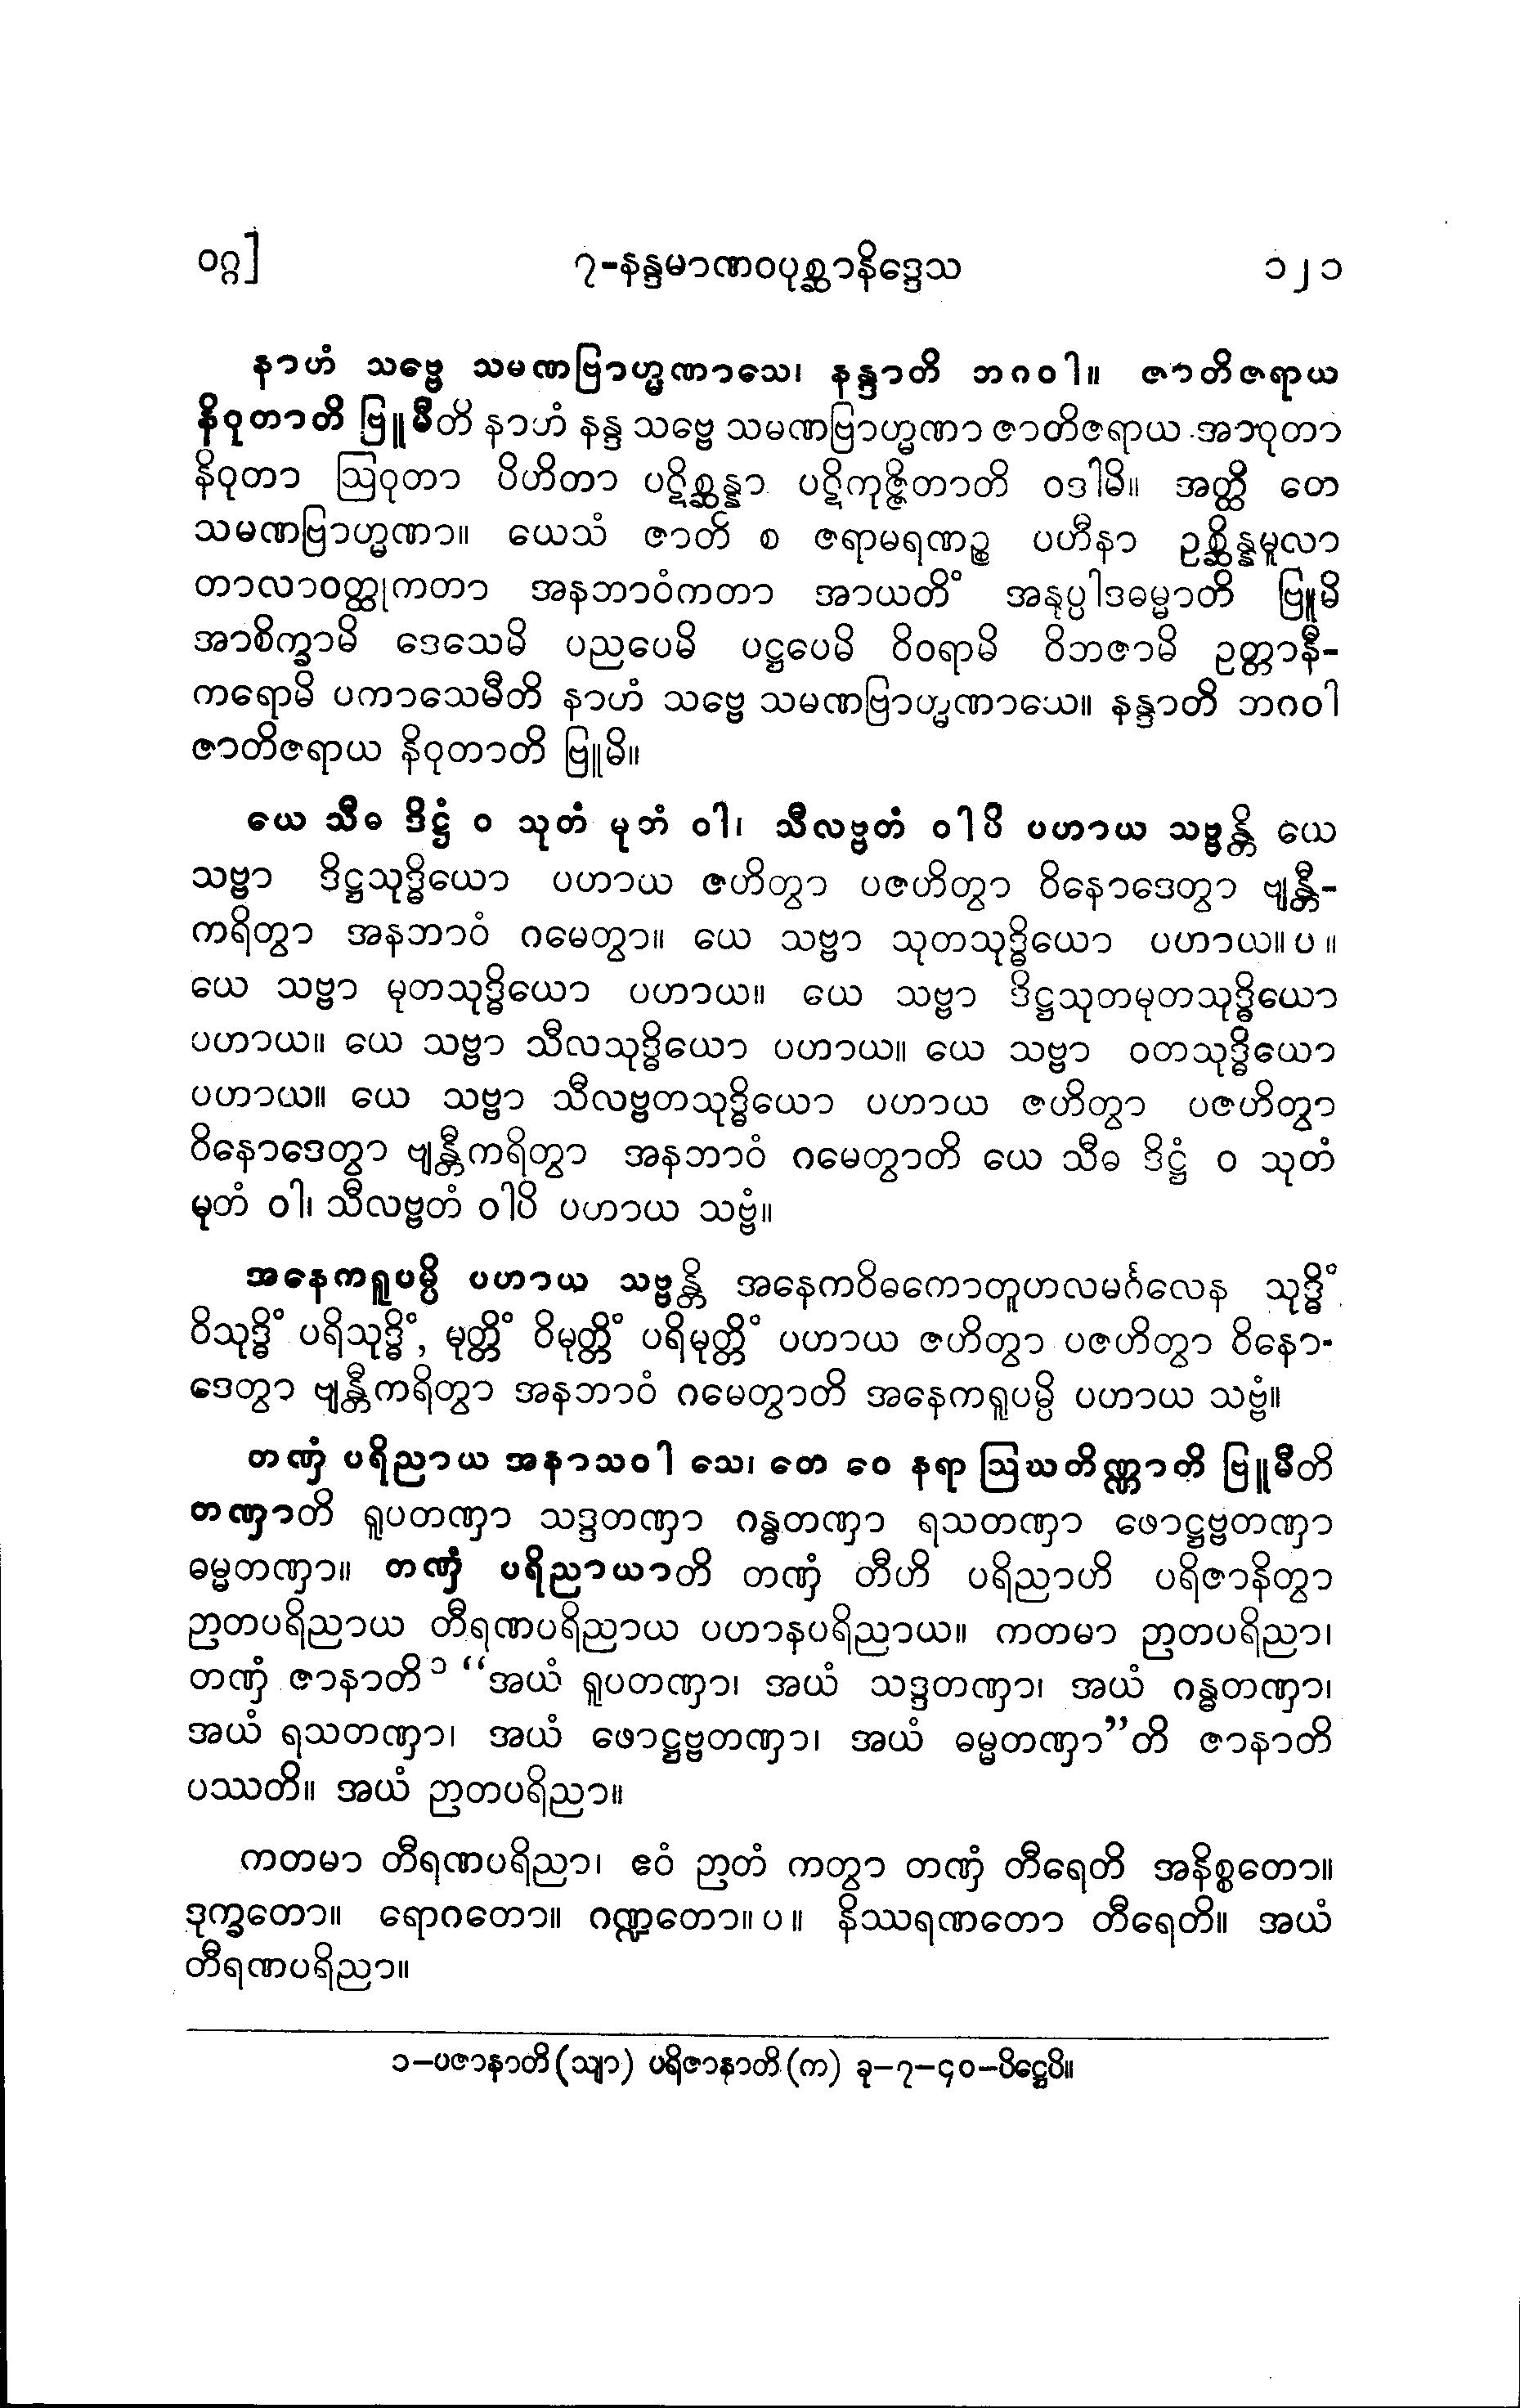 ဝဂ္ဂ]
၇-နန္ဒမာဏဝပုစ္ဆာနိဒ္ဒေသ
၁၂၁
နာဟံ သဗ္ဗေ သမဏဗြာဟ္မဏာသေ၊ နန္ဒာတိ ဘဂဝါ။ ဇာတိဇရာယ
နိဝုတာတိ ဗြူမီတိ နာဟံ နန္ဒ သဗ္ဗေ သမဏဗြာဟ္မဏာ ဇာတိဇရာယ အာဝုတာ
နိဝုတာ ဩဝုတာ ပိဟိတာ ပဋိစ္ဆန္နာ ပဋိကုဇ္ဇိတာတိ ဝဒါမိ။ အတ္ထိ တေ
သမဏဗြာဟ္မဏာ။ ယေသံ ဇာတိ စ ဇရာမရဏဉ္စ ပဟီနာ ဥစ္ဆိန္နမူလာ
တာလာဝတ္ထုကတာ အနဘာဝံကတာ အာယတိံ အနုပ္ပါဒဓမ္မာတိ ဗြူမိ
အာစိက္ခာမိ ဒေသေမိ ပညပေမိ ပဋ္ဌပေမိ ဝိဝရာမိ ဝိဘဇာမိ ဥတ္တာနီ-
ကရောမိ ပကာသေမီတိ နာဟံ သဗ္ဗေ သမဏဗြာဟ္မဏာသေ။ နန္ဒာတိ ဘဂဝါ
ဇာတိဇရာယ နိဝုတာတိ ဗြူမိ။
ယေ သီဓ ဒိဋ္ဌံ ဝ သုတံ မုတံ ဝါ၊ သီလဗ္ဗတံ ဝါပိ ပဟာယ သဗ္ဗန္တိ ယေ
သဗ္ဗာ ဒိဋ္ဌသုဒ္ဓိယော ပဟာယ ဇဟိတွာ ပဇဟိတွာ ဝိနောဒေတွာ ဗျန္တီ-
ကရိတွာ အနဘာဝံ ဂမေတွာ။ ယေ သဗ္ဗာ သုတသုဒ္ဓိယော ပဟာယ။ပ။
ယေ သဗ္ဗာ မုတသုဒ္ဓိယော ပဟာယ။ ယေ သဗ္ဗာ ဒိဋ္ဌသုတမုတသုဒ္ဓိယော
ပဟာယ။ ယေ သဗ္ဗာ သီလသုဒ္ဓိယော ပဟာယ။ ယေ သဗ္ဗာ ဝတသုဒ္ဓိယော
ပဟာယ။ ယေ သဗ္ဗာ သီလဗ္ဗတသုဒ္ဓိယော ပဟာယ ဇဟိတွာ ပဇဟိတွာ
ဝိနောဒေတွာ ဗျန္တီကရိတွာ အနဘာဝံ ဂမေတွာတိ ယေ သီဓ ဒိဋ္ဌံ ဝ သုတံ
မုတံ ဝါ၊ သီလဗ္ဗတံ ဝါပိ ပဟာယ သဗ္ဗံ။
အနေကရူပမ္ပိ ပဟာယ သဗ္ဗန္တိ အနေကဝိဓကောတူဟလမင်္ဂလေန သုဒ္ဓိံ
ဝိသုဒ္ဓိံ ပရိသုဒ္ဓိံ, မုတ္တိံ ဝိမုတ္တိံ ပရိမုတ္တိံ ပဟာယ ဇဟိတွာ ပဇဟိတွာ ဝိနော-
ဒေတွာ ဗျန္တီကရိတွာ အနဘာဝံ ဂမေတွာတိ အနေကရူပမ္ပိ ပဟာယ သဗ္ဗံ။
တဏှံ ပရိညာယ အနာသဝါ သေ၊ တေ ဝေ နရာ ဩဃတိဏ္ဏာတိ ဗြူမီတိ
တဏှာတိ ရူပတဏှာ သဒ္ဒတဏှာ ဂန္ဓတဏှာ ရသတဏှာ ဖောဋ္ဌဗ္ဗတဏှာ
ဓမ္မတဏှာ။ တဏှံ ပရိညာယာတိ တဏှံ တီဟိ ပရိညာဟိ ပရိဇာနိတွာ
ဉာတပရိညာယ တီရဏပရိညာယ ပဟာနပရိညာယ။ ကတမာ ဉာတပရိညာ၊
တဏှံ ဇာနာတိ ၁ “အယံ ရူပတဏှာ၊ အယံ သဒ္ဒတဏှာ၊ အယံ ဂန္ဓတဏှာ၊
အယံ ရသတဏှာ၊ အယံ ဖောဋ္ဌဗ္ဗတဏှာ၊ အယံ ဓမ္မတဏှာ”တိ ဇာနာတိ
ပဿတိ။ အယံ ဉာတပရိညာ။
ကတမာ တီရဏပရိညာ၊ ဧဝံ ဉာတံ ကတွာ တဏှံ တီရေတိ အနိစ္စတော။
ဒုက္ခတော။ ရောဂတော။ ဂဏ္ဍတော။ပ။ နိဿရဏတော တီရေတိ။ အယံ
တီရဏပရိညာ။
၁-ပဇာနာတိ (သျာ) ပရိဇာနာတိ (က) ခု-၇-၄၀-ပိဋ္ဌေပိ။